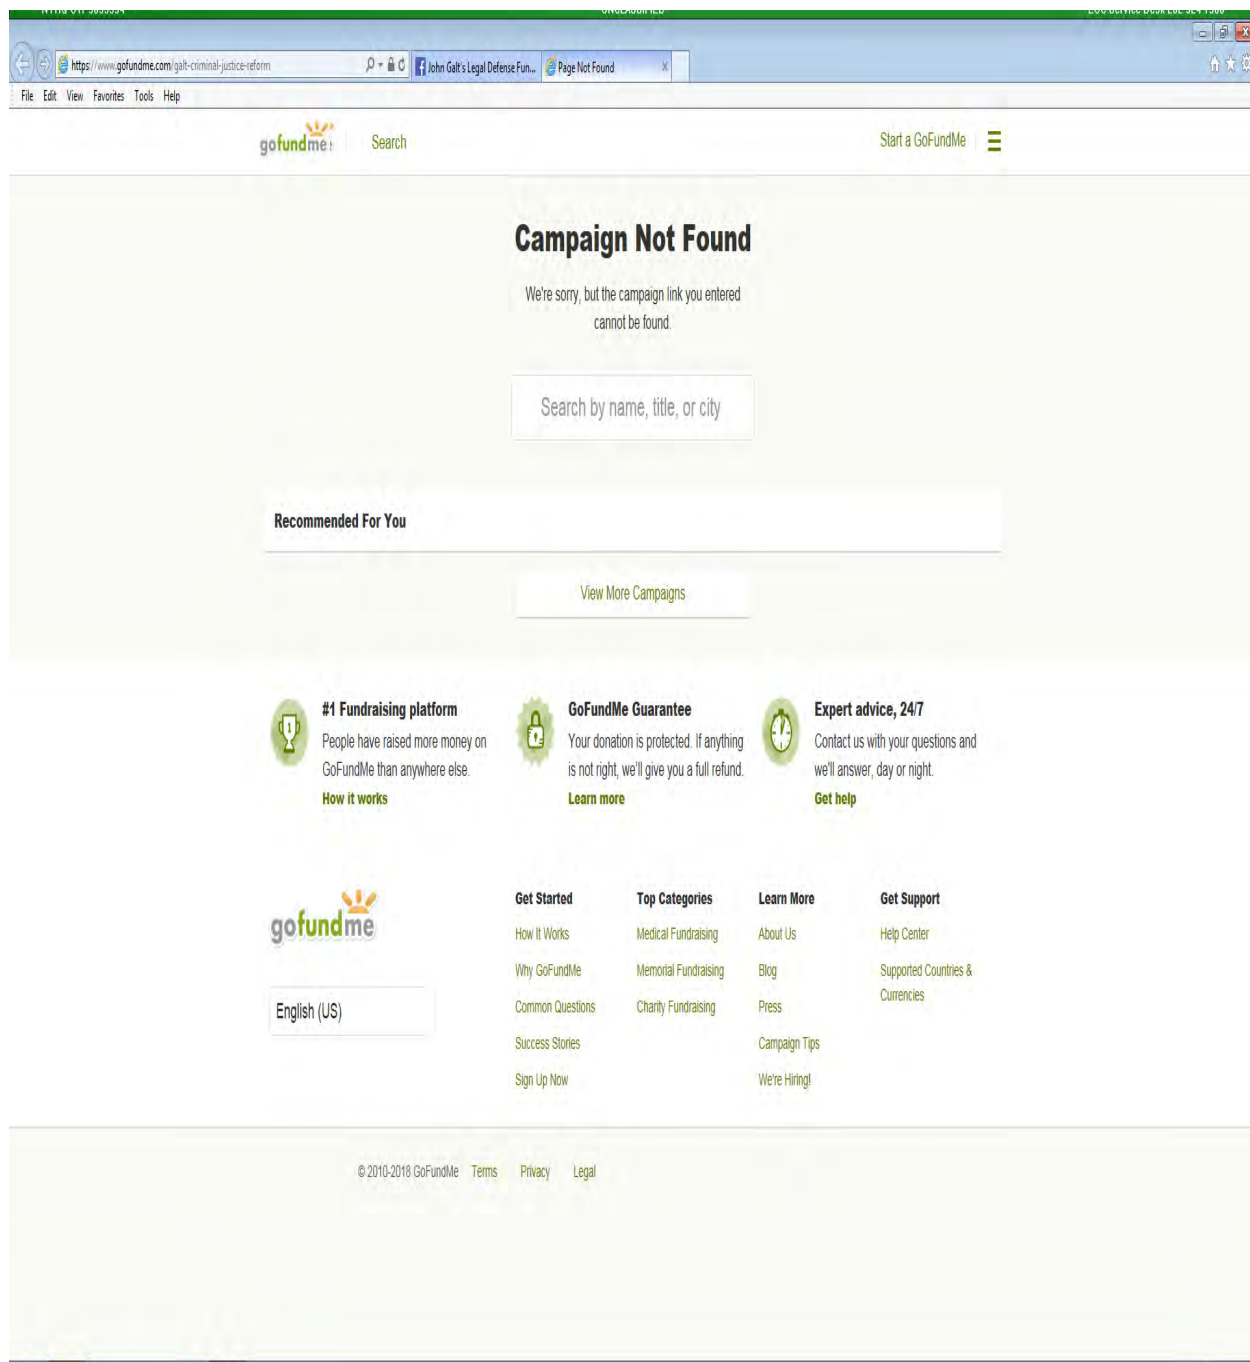 UNCLASSIFIED
https://www.gofundme.com/galt-criminal-justice-reform
John Galt's Legal Defense Fun...
Page Not Found
X
File Edit View Favorites Tools Help
gofundme
Search
Start a GoFundMe
Campaign Not Found
We're sorry, but the campaign link you entered
cannot be found.
Search by name, title, or city
Recommended For You
View More Campaigns
#1 Fundraising platform
People have raised more money on
GoFundMe than anywhere else.
How it works
GoFundMe Guarantee
Your donation is protected. If anything
is not right, we'll give you a full refund.
Learn more
Expert advice, 24/7
Contact us with your questions and
we'll answer, day or night.
Get help
gofundme
English (US)
Get Started
How It Works
Why GoFundMe
Common Questions
Success Stories
Sign Up Now
Top Categories
Medical Fundraising
Memorial Fundraising
Charity Fundraising
Learn More
About Us
Blog
Press
Campaign Tips
We're Hiring!
Get Support
Help Center
Supported Countries &
Currencies
© 2010-2018 GoFundMe Terms Privacy Legal